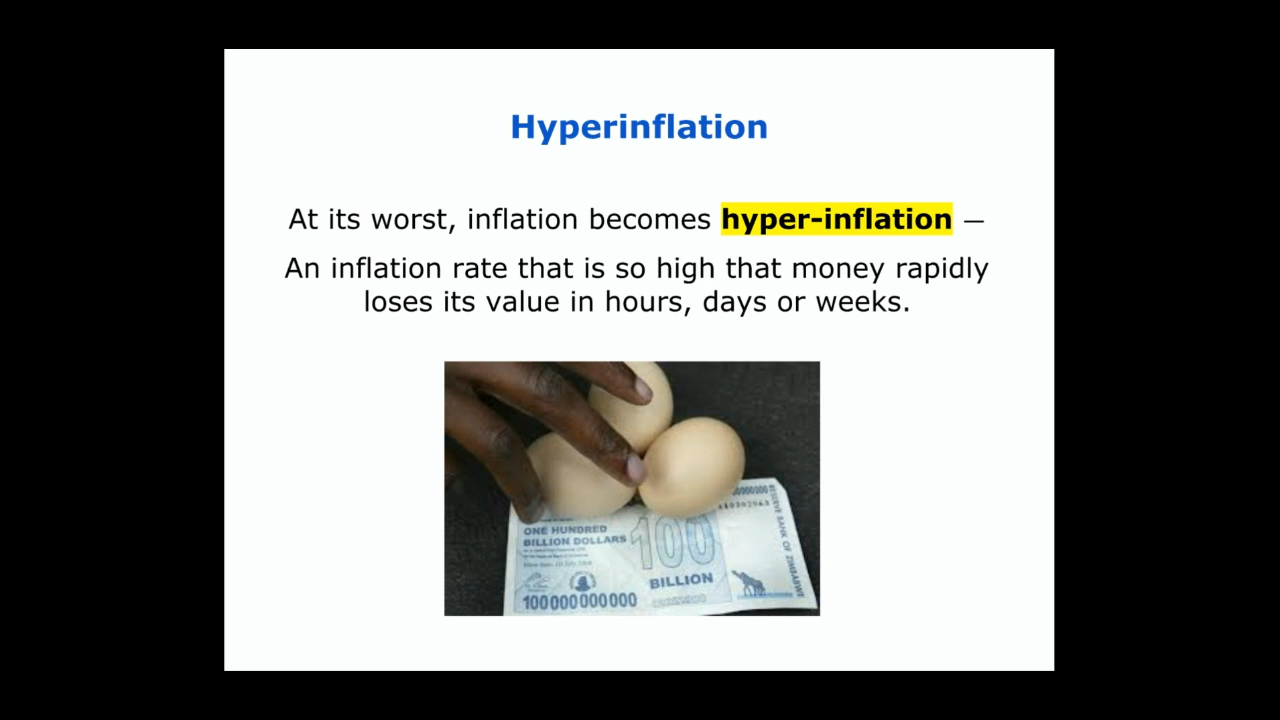 Hyperinflation
At its worst, inflation becomes hyper-inflation —
An inflation rate that is so high that money rapidly
loses its value in hours, days or weeks.
ONE HUNDRED
BILLION DOLLARS
100
BILLION
100000000000
RESERVE BANK OF ZIMBABWE